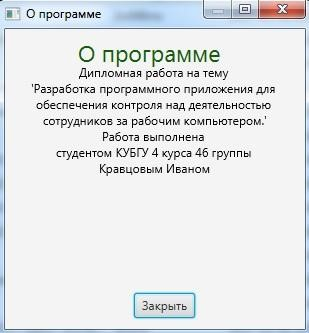 О программе
О программе
Дипломная работа на тему
'Разработка программного приложения для
обеспечения контроля над деятельностью
сотрудников за рабочим компьютером.'
Работа выполнена
студентом КУБГУ 4 курса 46 группы
Кравцовым Иваном
Закрыть